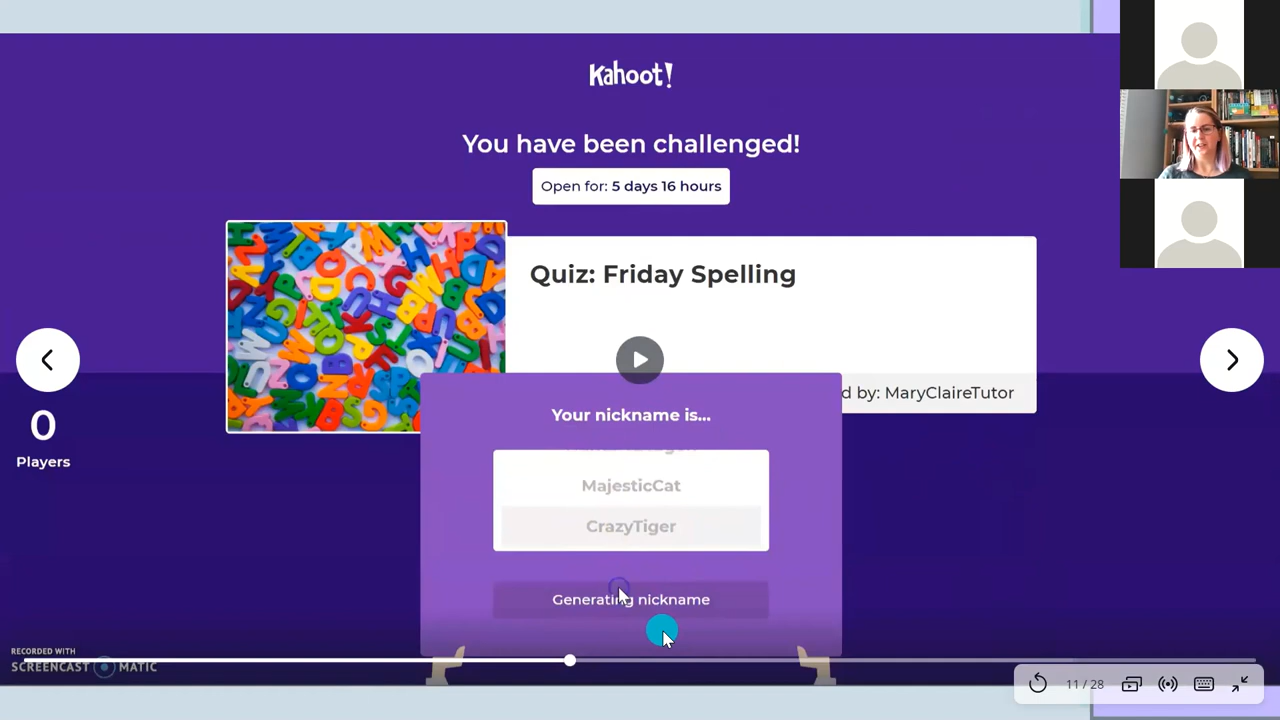 Kahoot!
You have been challenged!
Open for: 5 days 16 hours
Quiz: Friday Spelling
d by: MaryClaireTutor
0
Players
Your nickname is...
MajesticCat
CrazyTiger
Generating nickname
RECORDED WITH
SCREENCAST MATIC
11 / 28